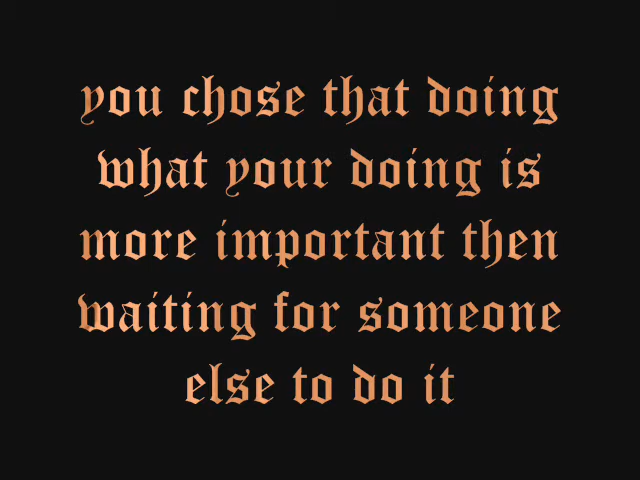 you chose that doing
what your doing is
more important then
waiting for someone
else to do it